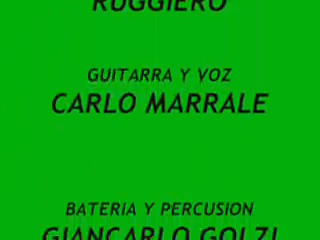 RUGGIERO
GUITARRA Y VOZ
CARLO MARRALE
BATERIA Y PERCUSION
GIANCARLO GOLZI